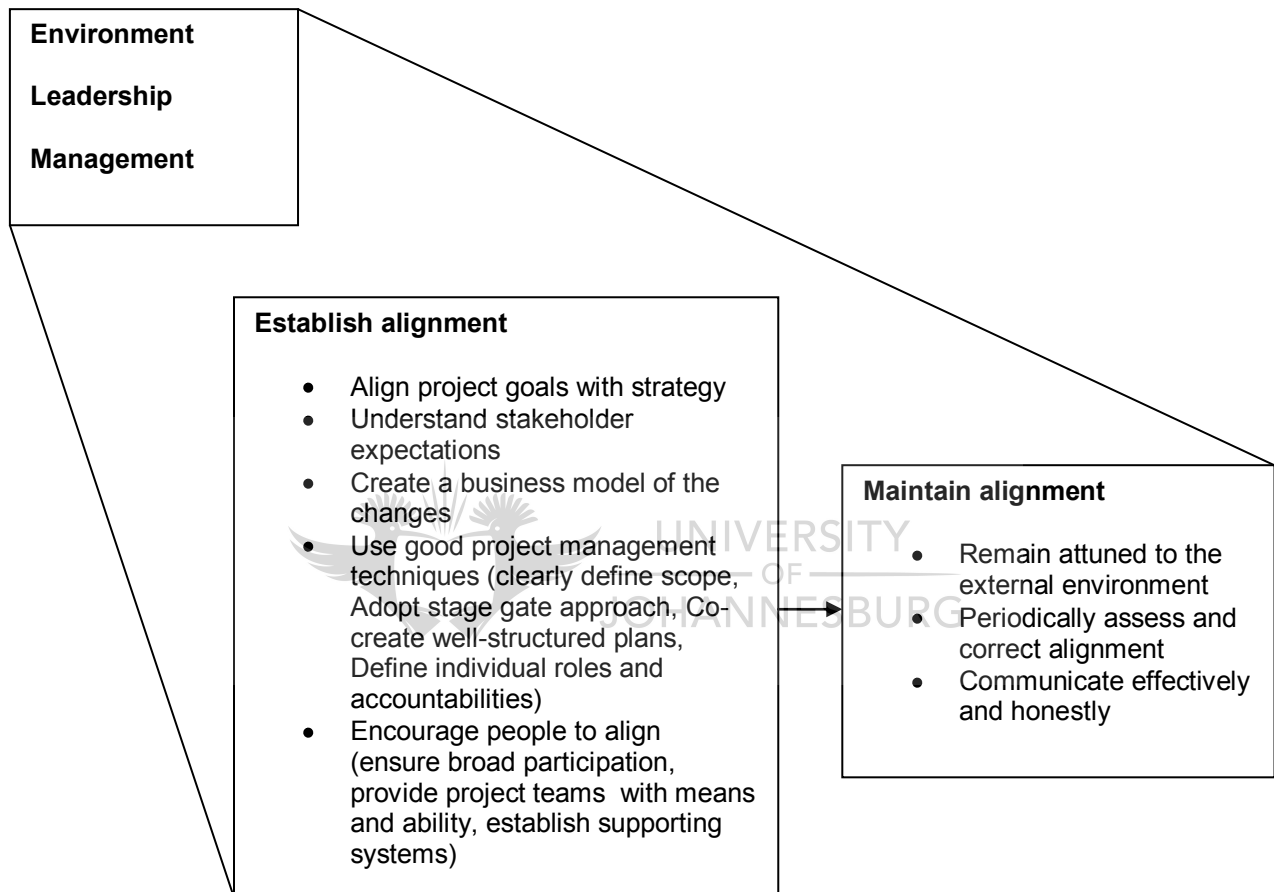 Environment
Leadership
Management
Establish alignment
• Align project goals with strategy
• Understand stakeholder
expectations
• Create a business model of the
changes
• Use good project management
techniques (clearly define scope,
Adopt stage gate approach, Co-
create well-structured plans,
Define individual roles and
accountabilities)
• Encourage people to align
(ensure broad participation,
provide project teams with means
and ability, establish supporting
systems)
Maintain alignment
• Remain attuned to the
external environment
• Periodically assess and
correct alignment
• Communicate effectively
and honestly
UNIVERSITY
OF
JOHANNESBURG